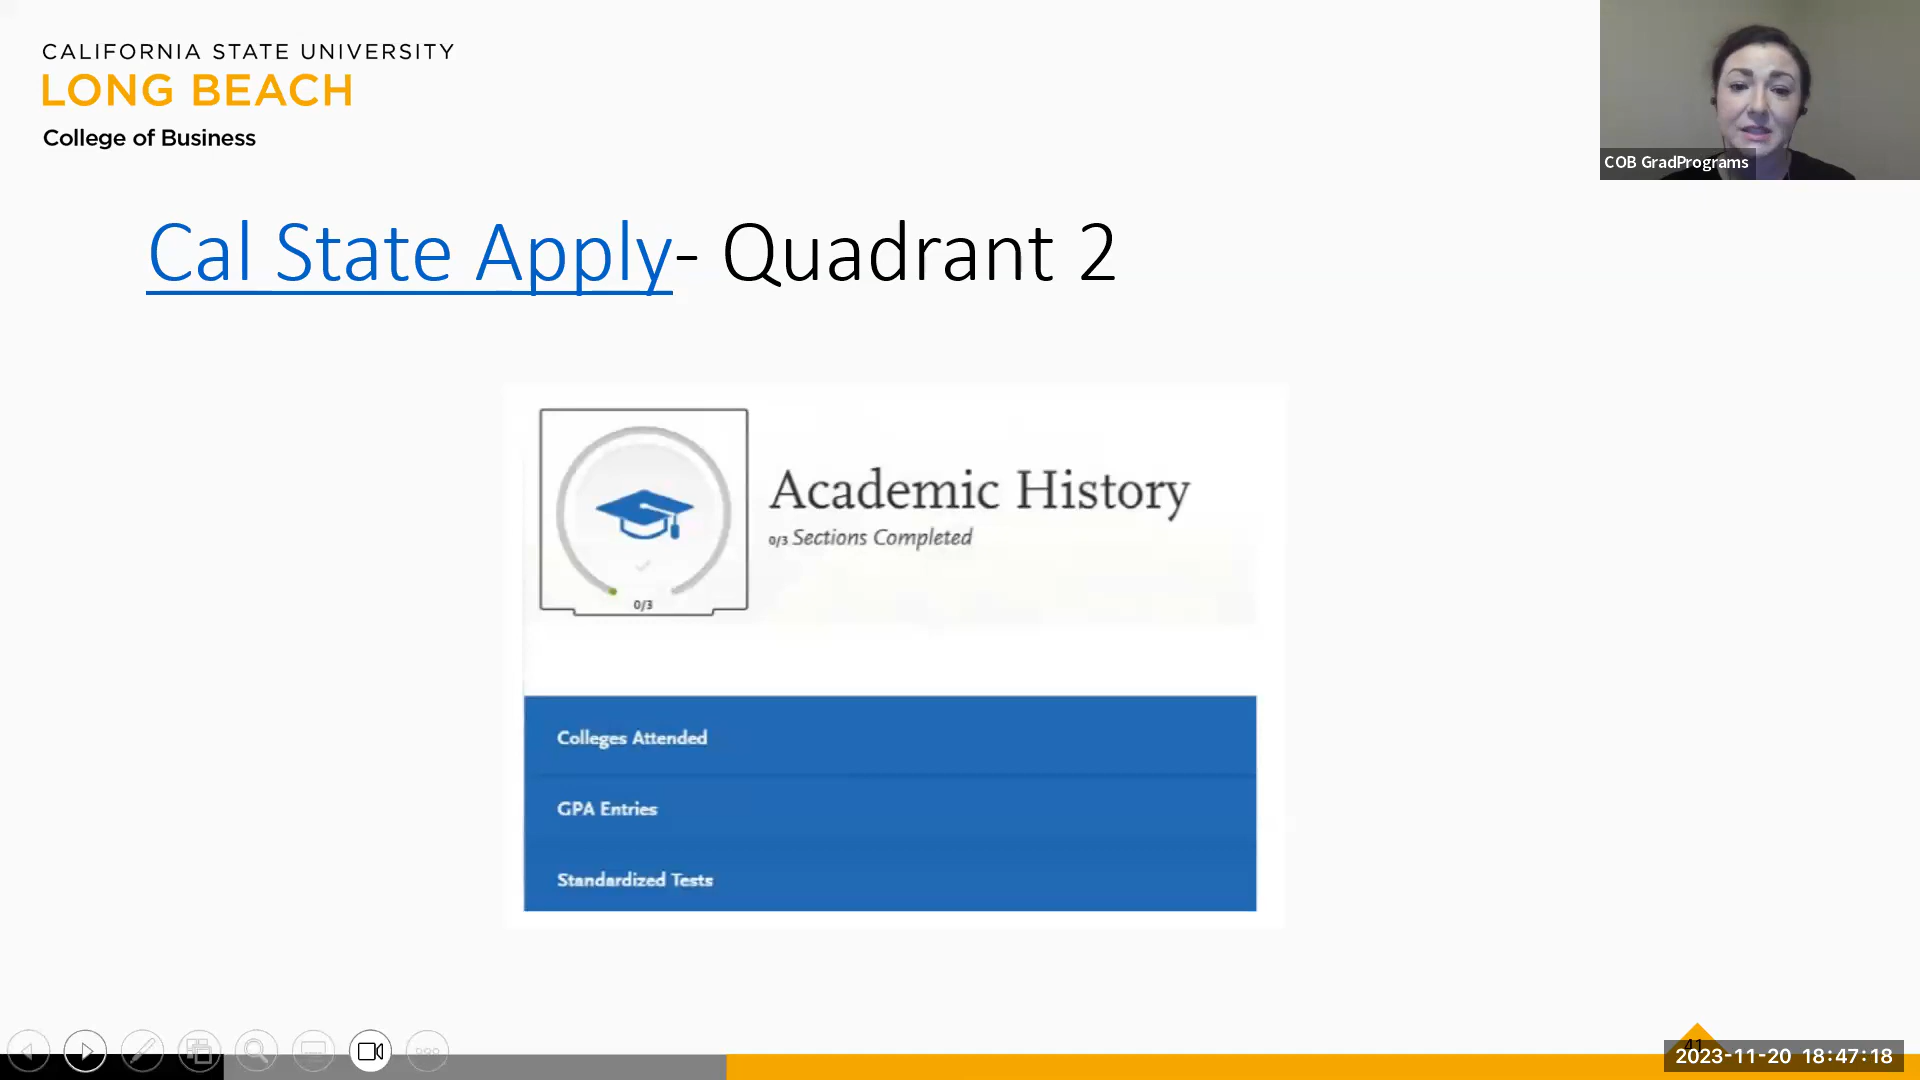 CALIFORNIA STATE UNIVERSITY
LONG BEACH
College of Business
COB GradPrograms
Cal State Apply- Quadrant 2
Academic History
0/3 Sections Completed
0/3
Colleges Attended
GPA Entries
Standardized Tests
41
2023-11-20 18:47:18